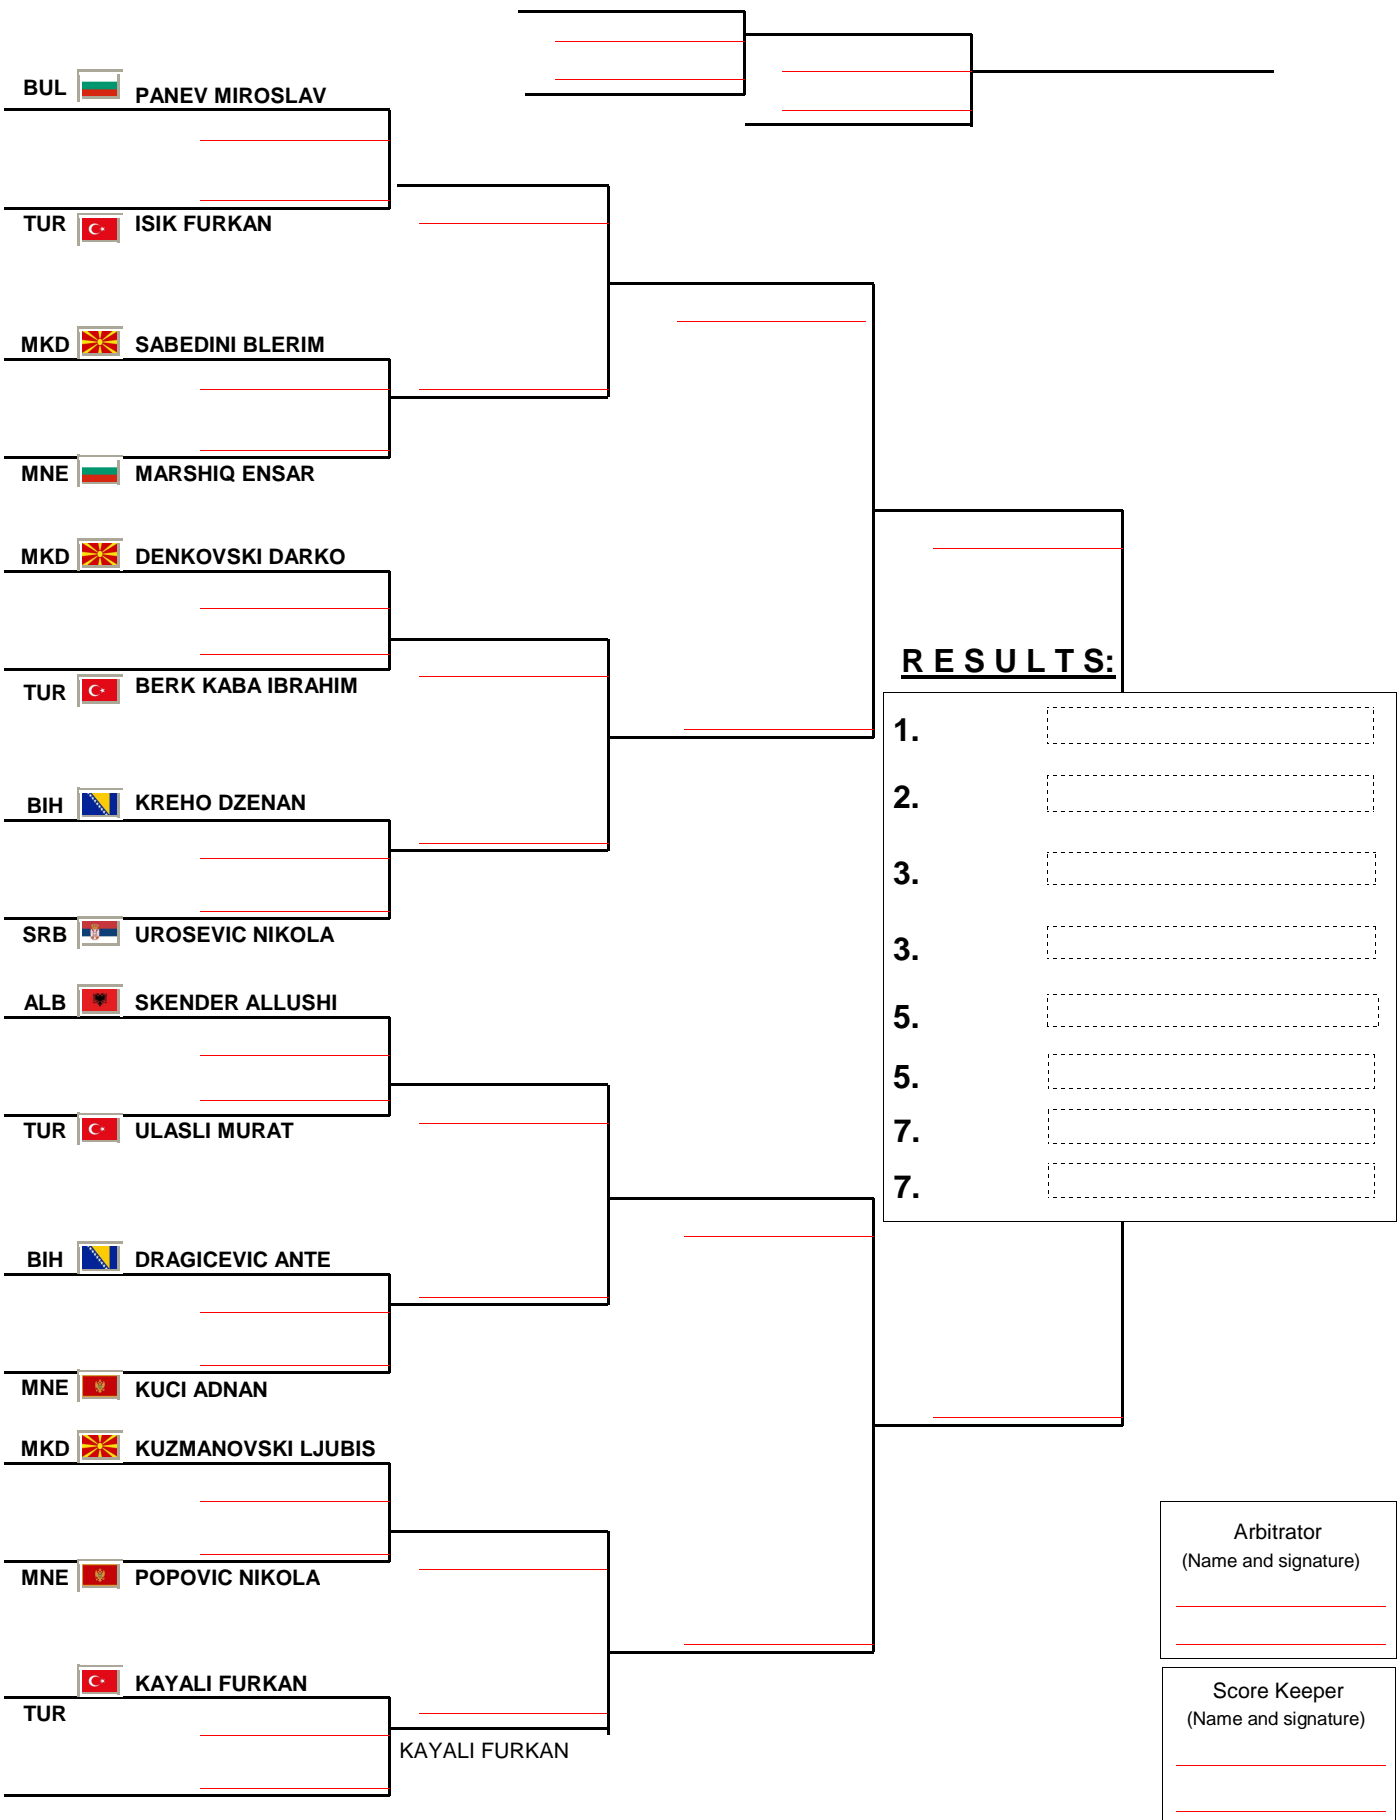 BUL PANEV MIROSLAV
TUR ISIK FURKAN
MKD SABEDINI BLERIM
MNE MARSHIQ ENSAR
MKD DENKOVSKI DARKO
TUR BERK KABA IBRAHIM
BIH KREHO DZENAN
SRB UROSEVIC NIKOLA
ALB SKENDER ALLUSHI
TUR ULASLI MURAT
BIH DRAGICEVIC ANTE
MNE KUCI ADNAN
MKD KUZMANOVSKI LJUBIS
MNE POPOVIC NIKOLA
KAYALI FURKAN
TUR
KAYALI FURKAN
R E S U L T S:
1.
2.
3.
3.
5.
5.
7.
7.
Arbitrator
(Name and signature)
Score Keeper
(Name and signature)